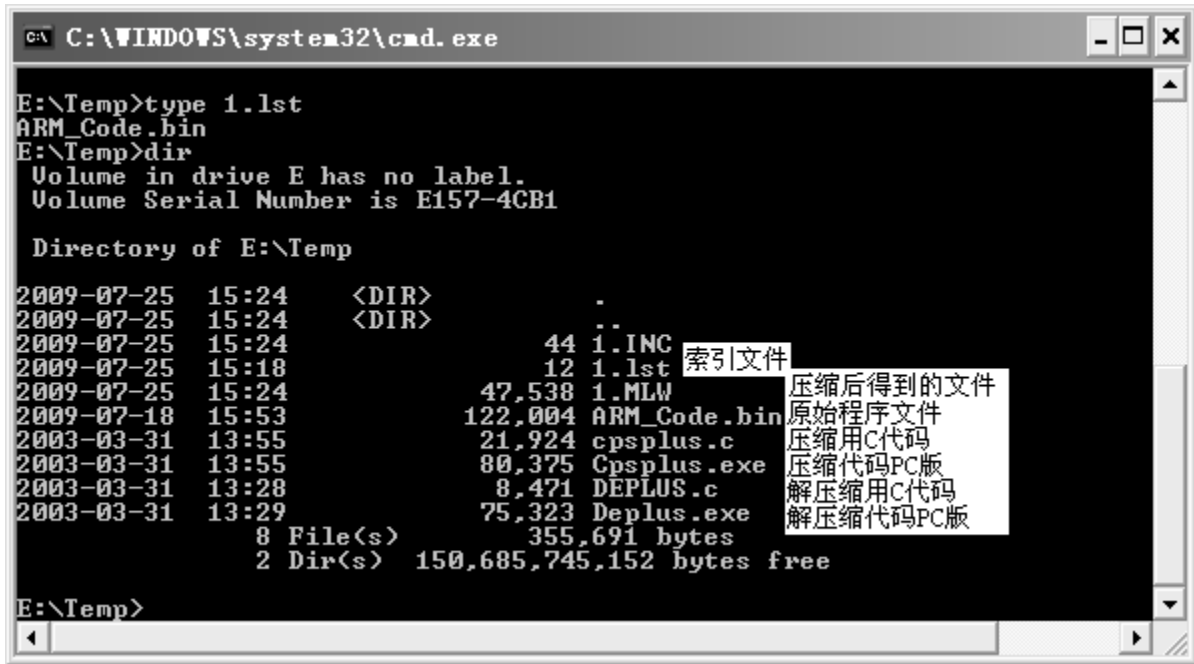 C:\WINDOWS\system32\cmd.exe
E:\Temp>type 1.lst
ARM_Code.bin
E:\Temp>dir
 Volume in drive E has no label.
 Volume Serial Number is E157-4CB1
 Directory of E:\Temp
2009-07-25  15:24    <DIR>          .
2009-07-25  15:24    <DIR>          ..
2009-07-25  15:24                44 1.INC
2009-07-25  15:18                12 1.lst 索引文件
2009-07-25  15:24            47,538 1.MLW 压缩后得到的文件
2009-07-18  15:53           122,004 ARM_Code.bin 原始程序文件
2003-03-31  13:55            21,924 cpsplus.c 压缩用C代码
2003-03-31  13:55            80,375 Cpsplus.exe 压缩代码PC版
2003-03-31  13:28             8,471 DEPLUS.c 解压缩用C代码
2003-03-31  13:29            75,323 Deplus.exe 解压缩代码PC版
               8 File(s)        355,691 bytes
               2 Dir(s)  150,685,745,152 bytes free
E:\Temp>